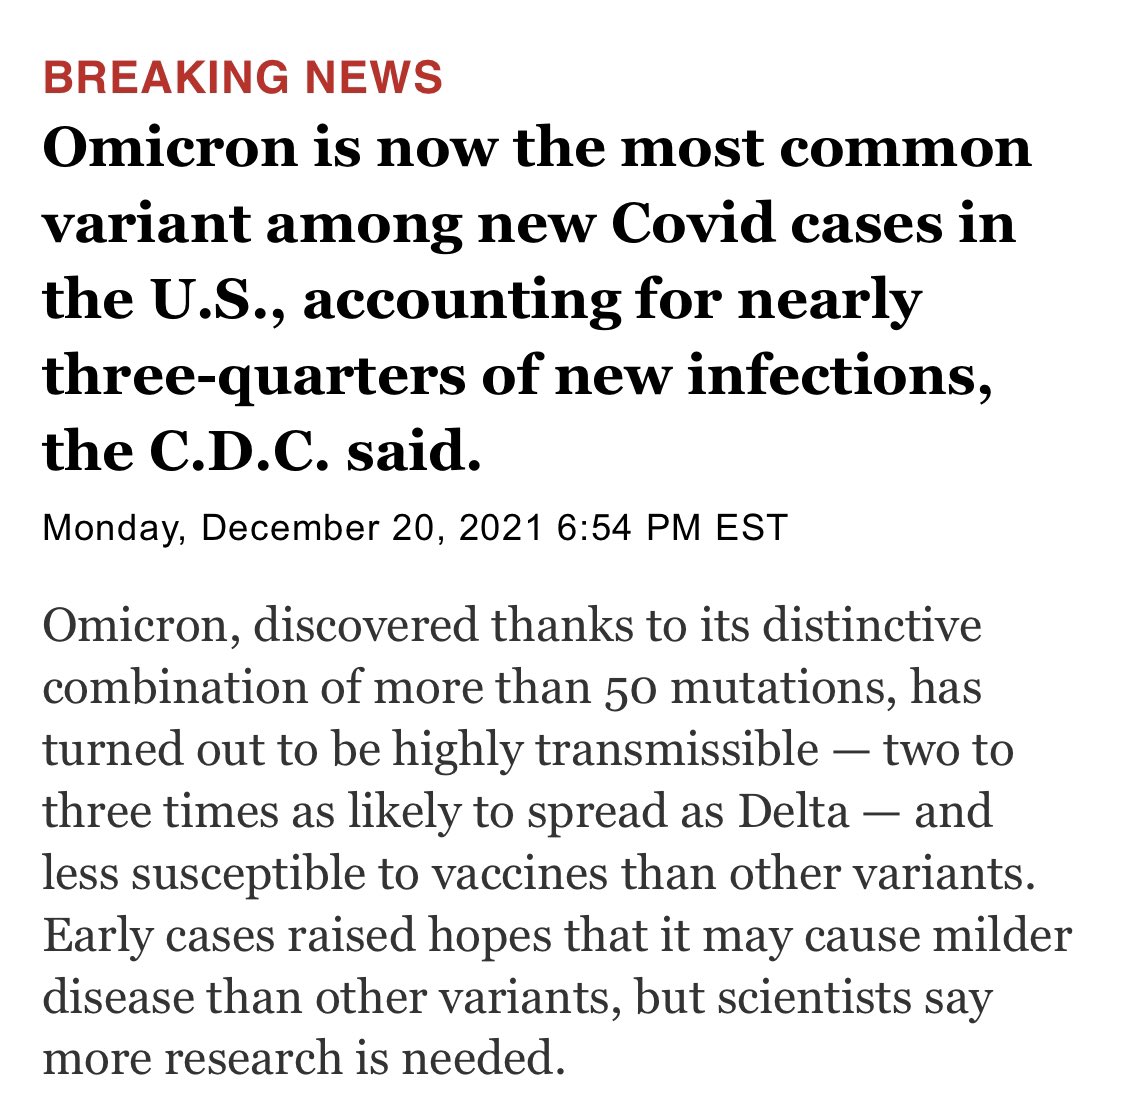 BREAKING NEWS
Omicron is now the most common
variant among new Covid cases in
the U.S., accounting for nearly
three-quarters of new infections,
the C.D.C. said.
Monday, December 20, 2021 6:54 PM EST
Omicron, discovered thanks to its distinctive
combination of more than 50 mutations, has
turned out to be highly transmissible — two to
three times as likely to spread as Delta — and
less susceptible to vaccines than other variants.
Early cases raised hopes that it may cause milder
disease than other variants, but scientists say
more research is needed.